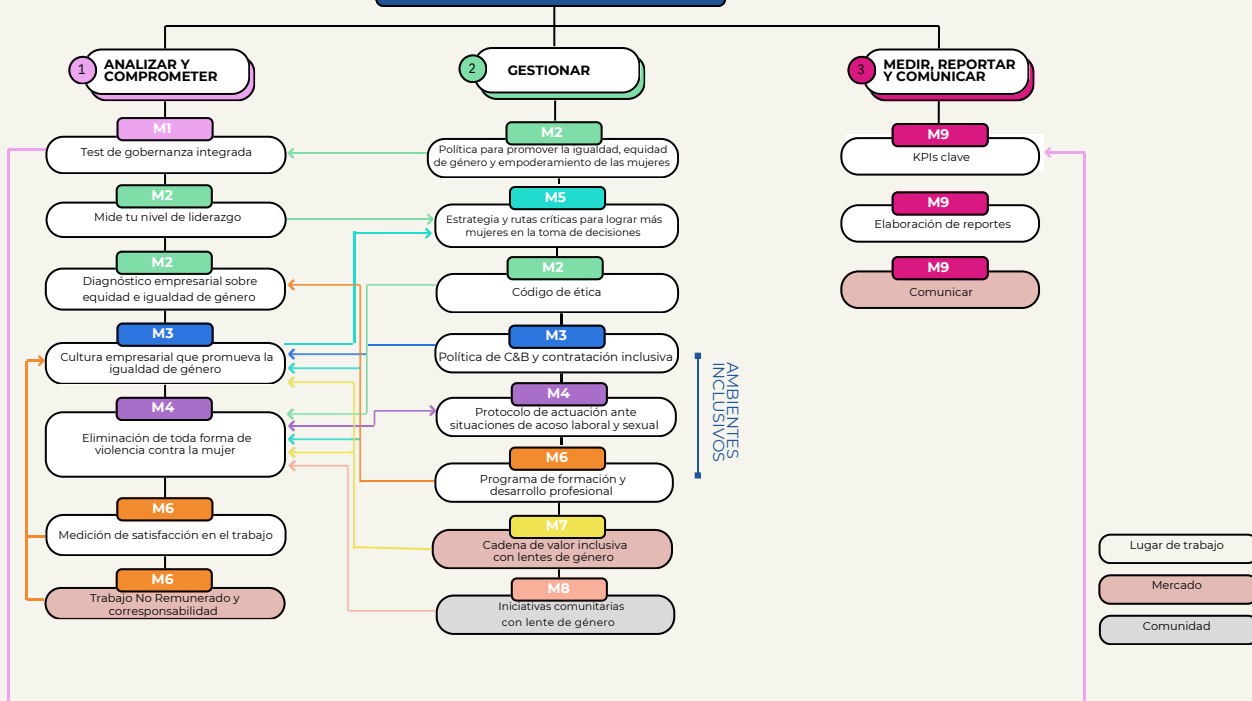 1
ANALIZAR Y
COMPROMETER
M1
Test de gobernanza integrada
M2
Mide tu nivel de liderazgo
M2
Diagnóstico empresarial sobre
equidad e igualdad de género
M3
Cultura empresarial que promueva la
igualdad de género
M4
Eliminación de toda forma de
violencia contra la mujer
M6
Medición de satisfacción en el trabajo
M6
Trabajo No Remunerado y
corresponsabilidad
2
GESTIONAR
M2
Política para promover la igualdad, equidad
de género y empoderamiento de las mujeres
M5
Estrategia y rutas críticas para lograr más
mujeres en la toma de decisiones
M2
Código de ética
M3
Política de C&B y contratación inclusiva
M4
Protocolo de actuación ante
situaciones de acoso laboral y sexual
M6
Programa de formación y
desarrollo profesional
M7
Cadena de valor inclusiva
con lentes de género
M8
Iniciativas comunitarias
con lente de género
AMBIENTES
INCLUSIVOS
3
MEDIR, REPORTAR
Y COMUNICAR
M9
KPIs clave
M9
Elaboración de reportes
M9
Comunicar
Lugar de trabajo
Mercado
Comunidad